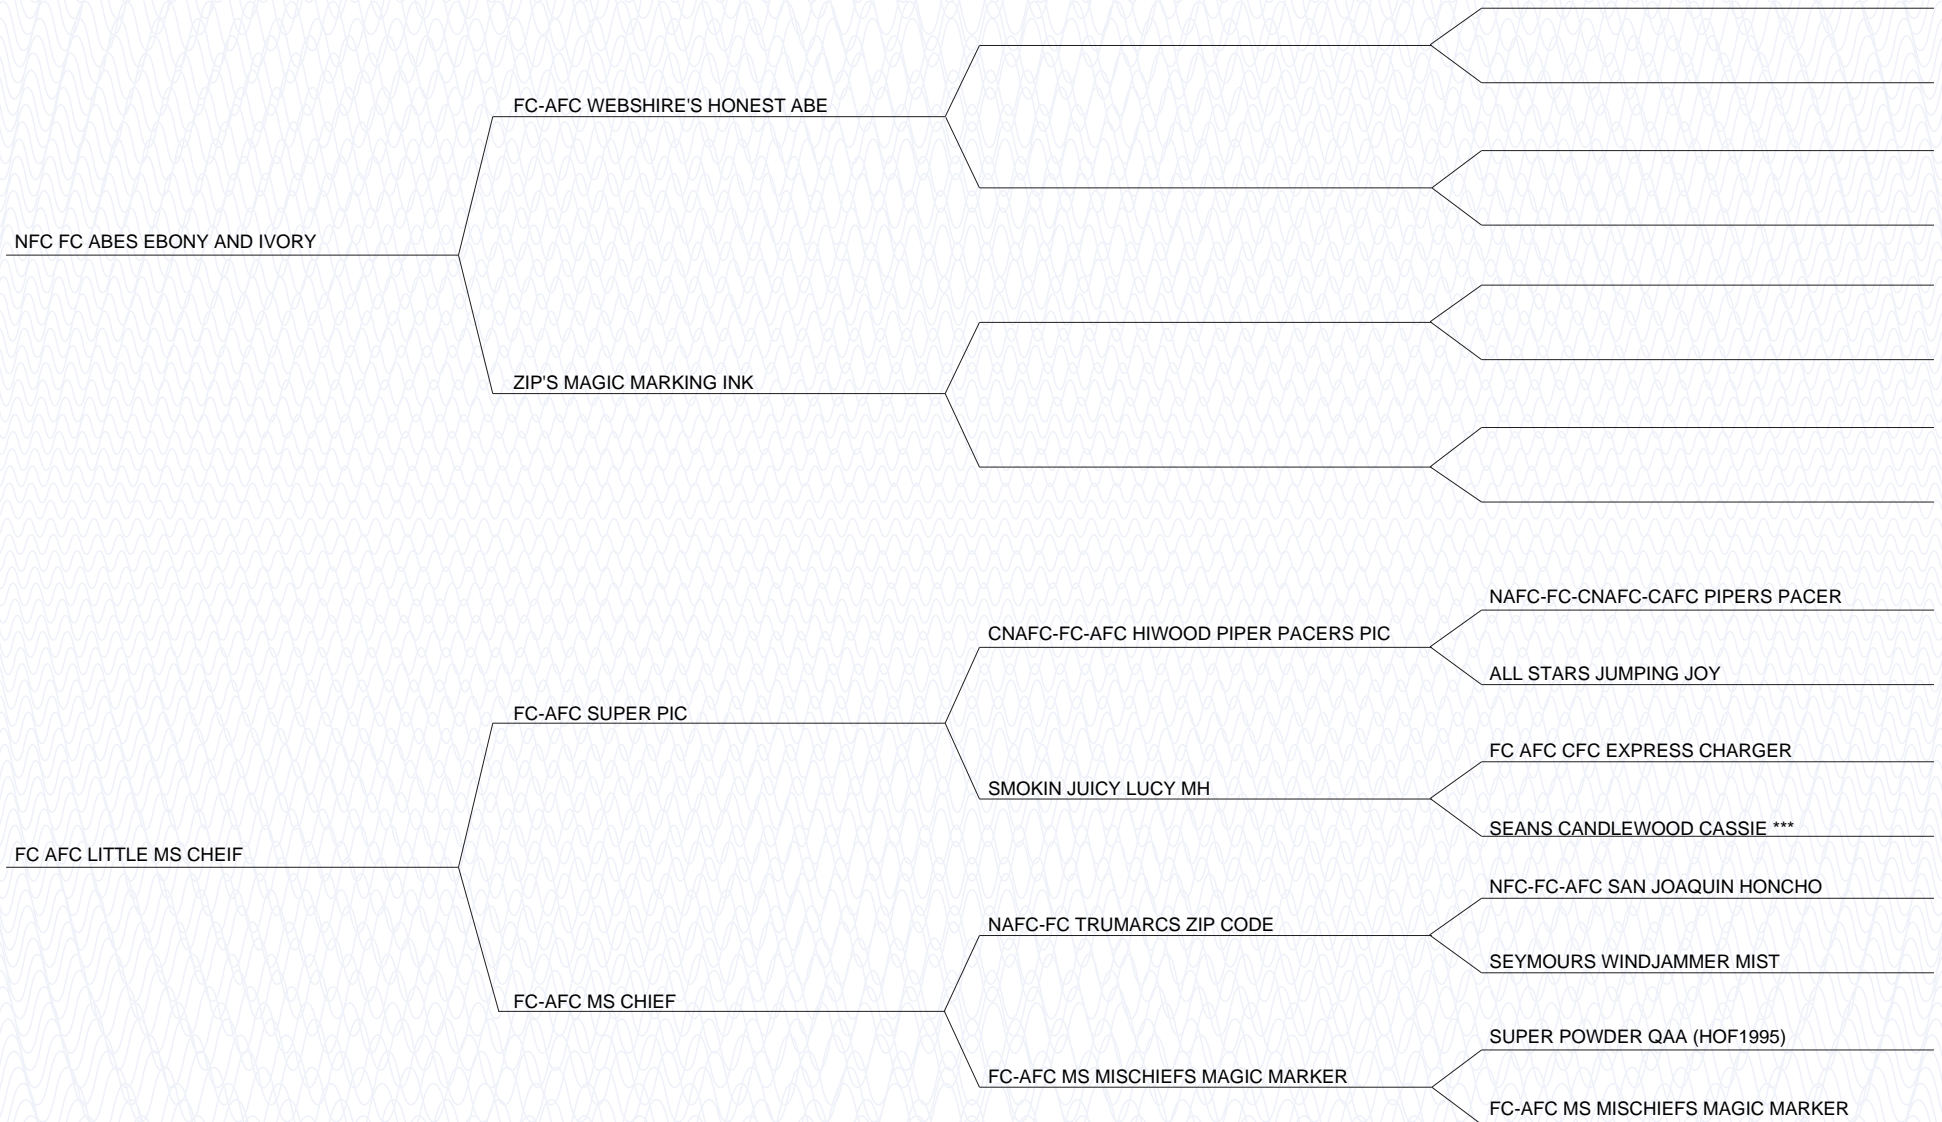 FC-AFC WEBSHIRE'S HONEST ABE
NFC FC ABES EBONY AND IVORY
ZIP'S MAGIC MARKING INK
NAFC-FC-CNAFC-CAFC PIPERS PACER
CNAFC-FC-AFC HIWOOD PIPER PACERS PIC
ALL STARS JUMPING JOY
FC-AFC SUPER PIC
FC AFC CFC EXPRESS CHARGER
SMOKIN JUICY LUCY MH
SEANS CANDLEWOOD CASSIE ***
FC AFC LITTLE MS CHEIF
NFC-FC-AFC SAN JOAQUIN HONCHO
NAFC-FC TRUMARCS ZIP CODE
SEYMOURS WINDJAMMER MIST
FC-AFC MS CHIEF
SUPER POWDER QAA (HOF1995)
FC-AFC MS MISCHIEFS MAGIC MARKER
FC-AFC MS MISCHIEFS MAGIC MARKER